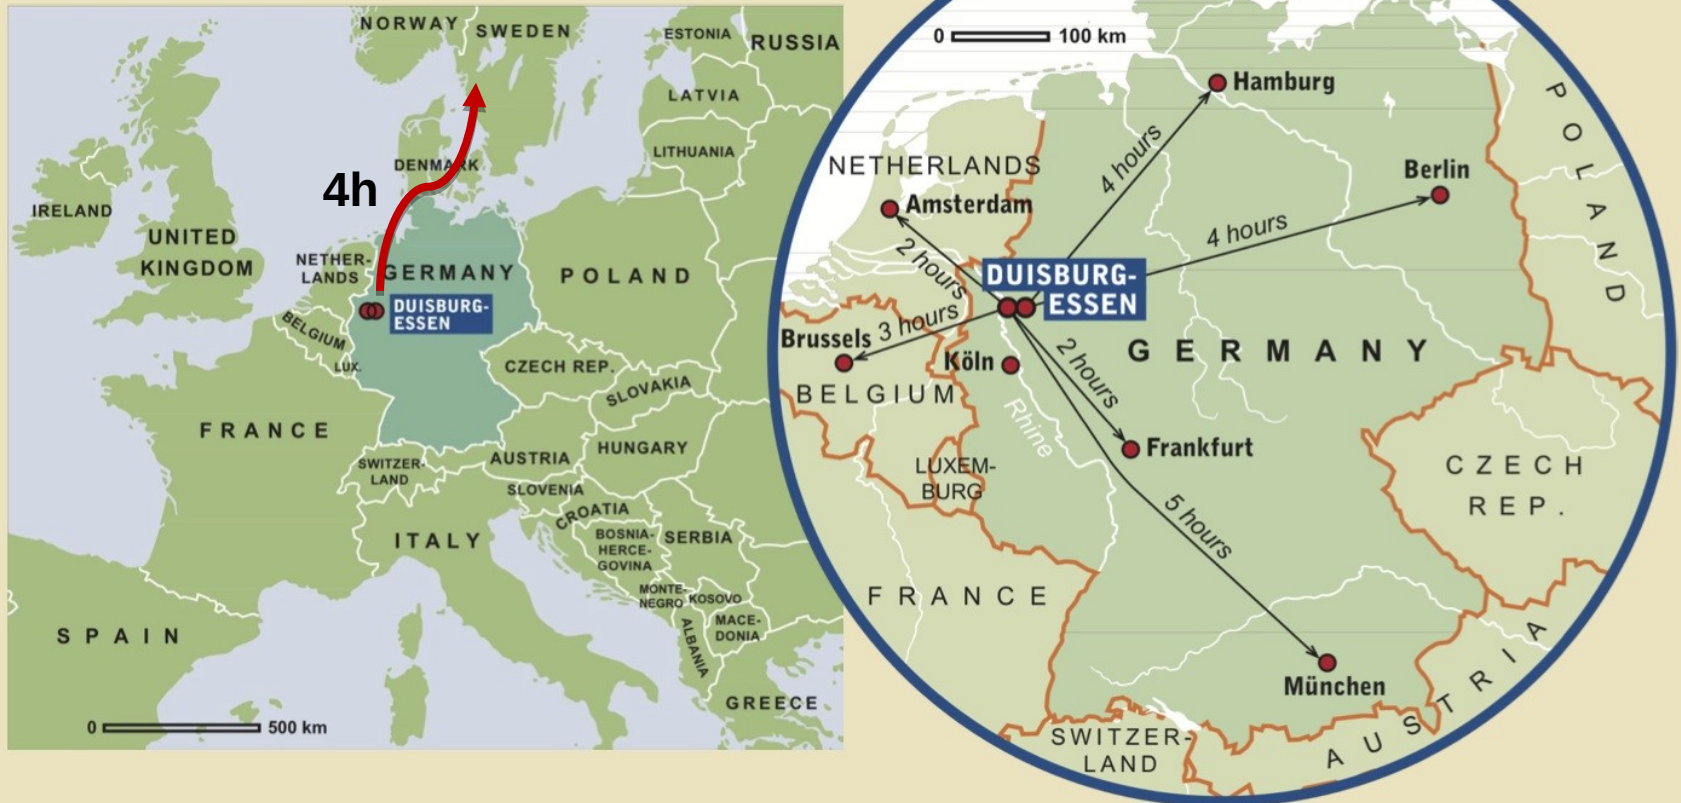 NORWAY
SWEDEN
ESTONIA
RUSSIA
LATVIA
LITHUANIA
DENMARK
4h
IRELAND
UNITED
KINGDOM
NETHER-
LANDS
GERMANY
POLAND
DUISBURG-
ESSEN
BELGIUM
LUX.
CZECH REP.
SLOVAKIA
FRANCE
SWITZER-
LAND
AUSTRIA
HUNGARY
SLOVENIA
CROATIA
ITALY
BOSNIA-
HERCE-
GOVINA
SERBIA
MONTE-
NEGRO
KOSOVO
MACE-
DONIA
ALBANIA
SPAIN
GREECE
0 500 km
0 100 km
Hamburg
POLAND
4 hours
NETHERLANDS
Berlin
Amsterdam
4 hours
2 hours
DUISBURG-
ESSEN
3 hours
Brussels
Köln
2 hours
GERMANY
BELGIUM
Rhine
Frankfurt
LUXEM-
BURG
CZECH
REP.
5 hours
FRANCE
München
AUSTRIA
SWITZER-
LAND